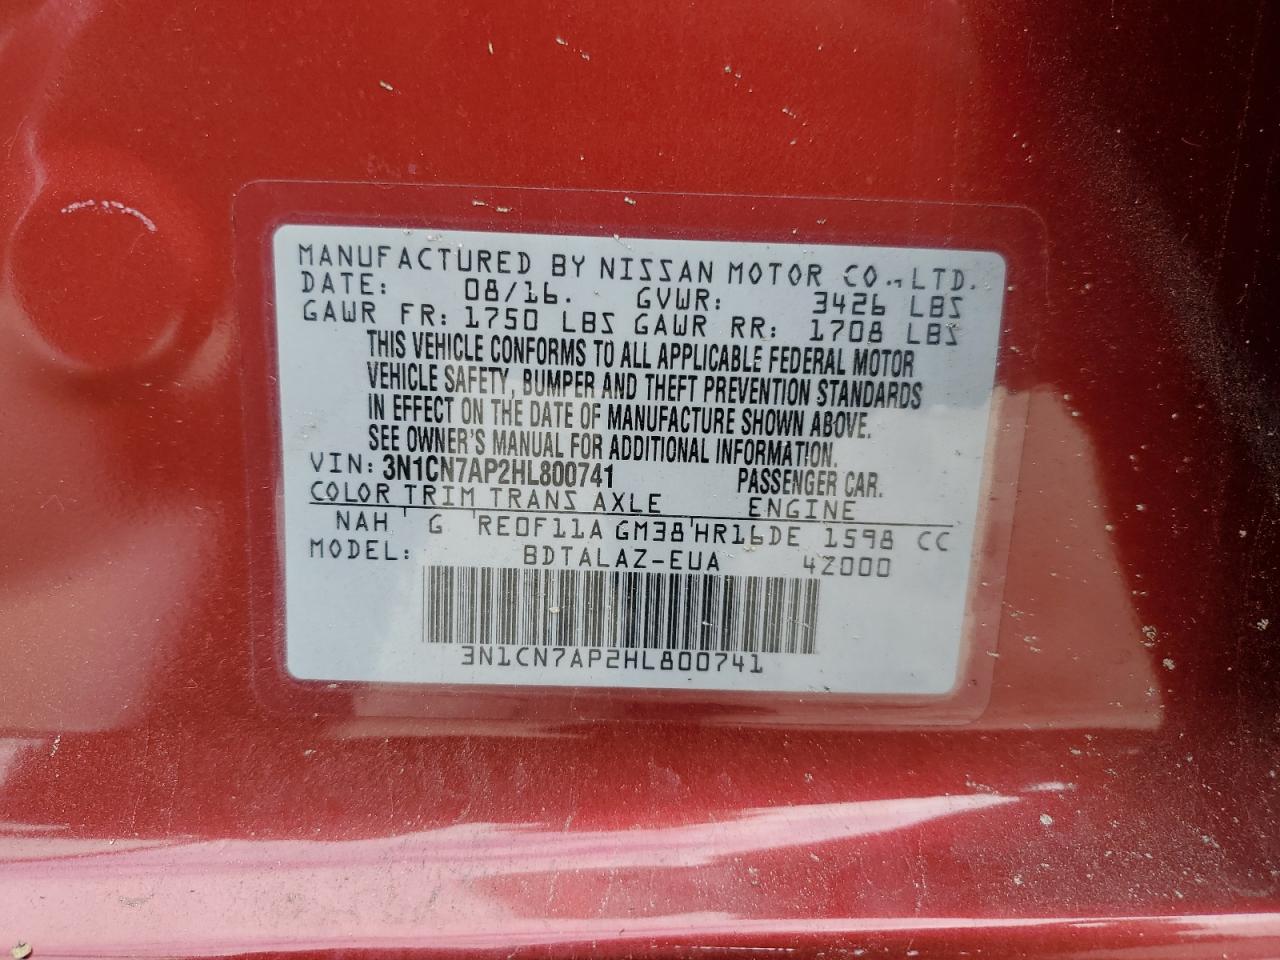 MANUFACTURED BY NISSAN MOTOR CO., LTD.
DATE: 08/16. GVWR: 3426 LBS
GAWR FR: 1750 LBS GAWR RR: 1708 LBS
THIS VEHICLE CONFORMS TO ALL APPLICABLE FEDERAL MOTOR
VEHICLE SAFETY, BUMPER AND THEFT PREVENTION STANDARDS
IN EFFECT ON THE DATE OF MANUFACTURE SHOWN ABOVE.
SEE OWNER'S MANUAL FOR ADDITIONAL INFORMATION.
VIN: 3N1CN7AP2HL800741 PASSENGER CAR.
COLOR TRIM TRANS AXLE ENGINE
NAH G RE0F11A GM38 HR16DE 1598 CC
MODEL: BDTALAZ-EUA 4Z000
3N1CN7AP2HL800741